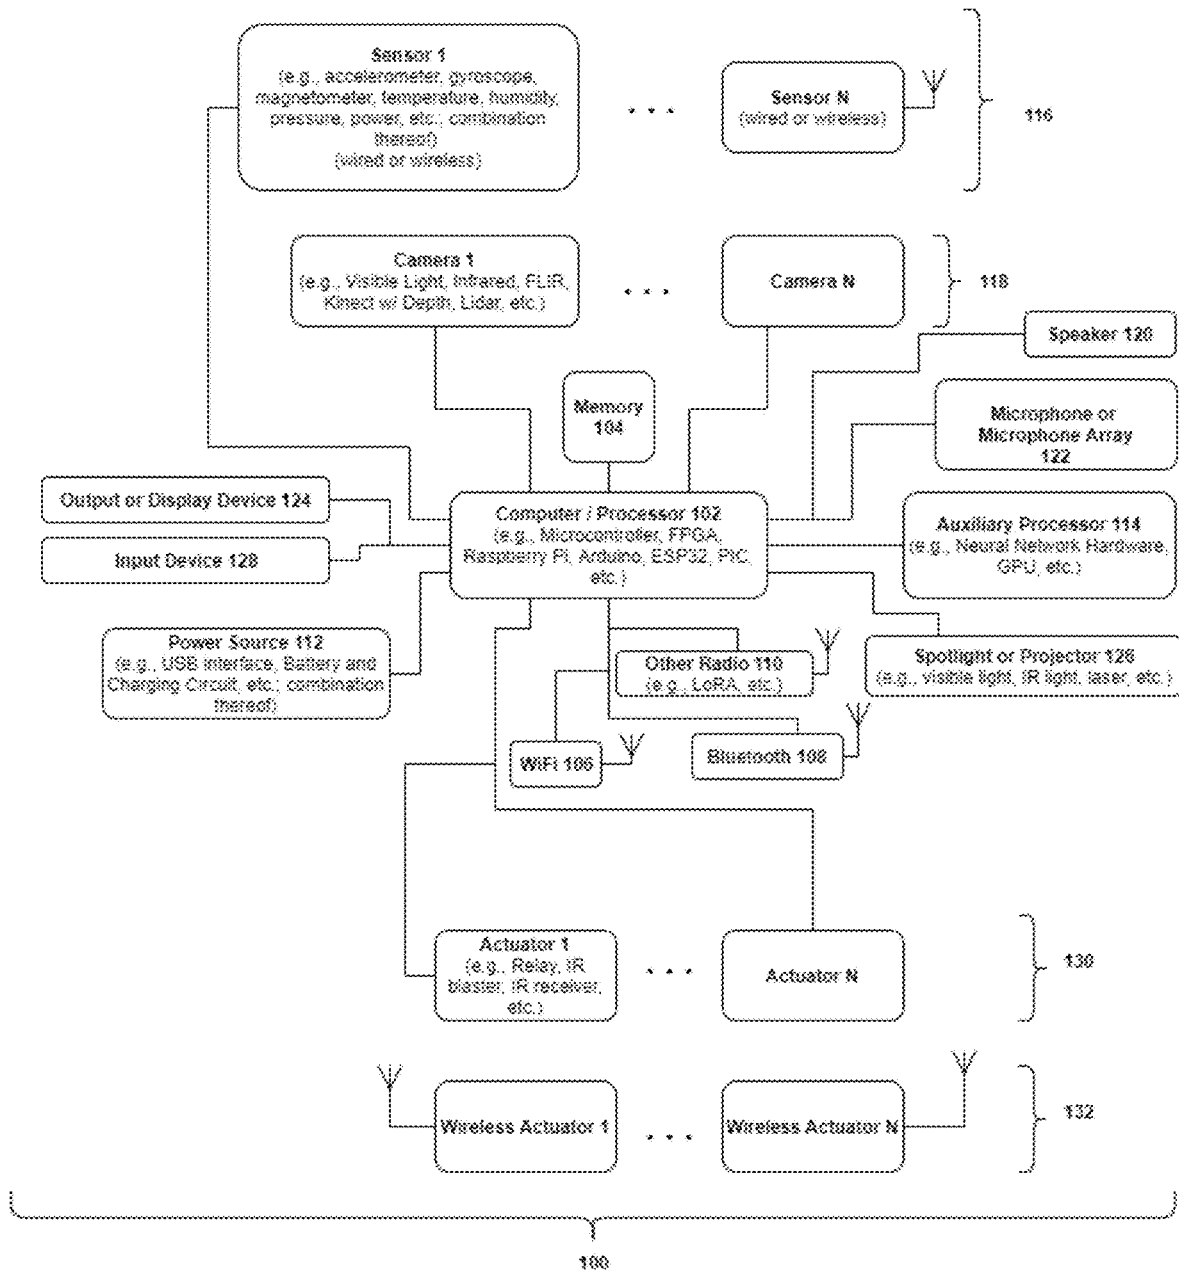 Sensor 1
(e.g., accelerometer, gyroscope,
magnetometer, temperature, humidity,
pressure, power, etc.; combination
thereof)
(wired or wireless)
Sensor N
(wired or wireless)
116
Camera 1
(e.g., Visible Light, Infrared, FLIR,
Kinect w/ Depth, Lidar, etc.)
Camera N
118
Speaker 120
Memory
104
Microphone or
Microphone Array
122
Output or Display Device 124
Input Device 128
Computer / Processor 102
(e.g., Microcontroller, FPGA,
Raspberry Pi, Arduino, ESP32, PIC,
etc.)
Auxiliary Processor 114
(e.g., Neural Network Hardware,
GPU, etc.)
Power Source 112
(e.g., USB interface, Battery and
Charging Circuit, etc.; combination
thereof)
Other Radio 110
(e.g., LoRA, etc.)
Spotlight or Projector 126
(e.g., visible light, IR light, laser, etc.)
WiFi 106
Bluetooth 108
Actuator 1
(e.g., Relay, IR
blaster, IR receiver,
etc.)
Actuator N
130
Wireless Actuator 1
Wireless Actuator N
132
100